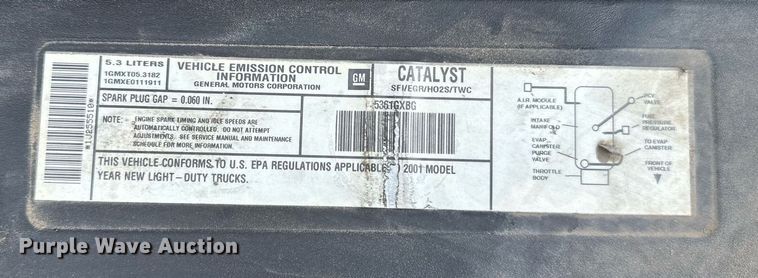 5.3 LITERS
1GMXT05.3182
1GMXE0111911
VEHICLE EMISSION CONTROL
INFORMATION
GENERAL MOTORS CORPORATION
GM
CATALYST
SFI/EGR/HO2S/TWC
SPARK PLUG GAP = 0.060 IN.
5361GXBG
NOTE: ENGINE SPARK TIMING AND IDLE SPEEDS ARE
AUTOMATICALLY CONTROLLED. DO NOT ATTEMPT
ADJUSTMENTS. SEE SERVICE MANUAL AND MAINTENANCE
SCHEDULE FOR MORE INFORMATION.
THIS VEHICLE CONFORMS TO U.S. EPA REGULATIONS APPLICABLE 2001 MODEL
YEAR NEW LIGHT-DUTY TRUCKS.
A.I.R. MODULE
(IF APPLICABLE)
INTAKE
MANIFOLD
EVAP
CANISTER
PURGE
VALVE
THROTTLE
BODY
PCV
VALVE
FUEL PRESSURE
REGULATOR
TO EVAP
CANISTER
FRONT OF
VEHICLE
Purple Wave Auction